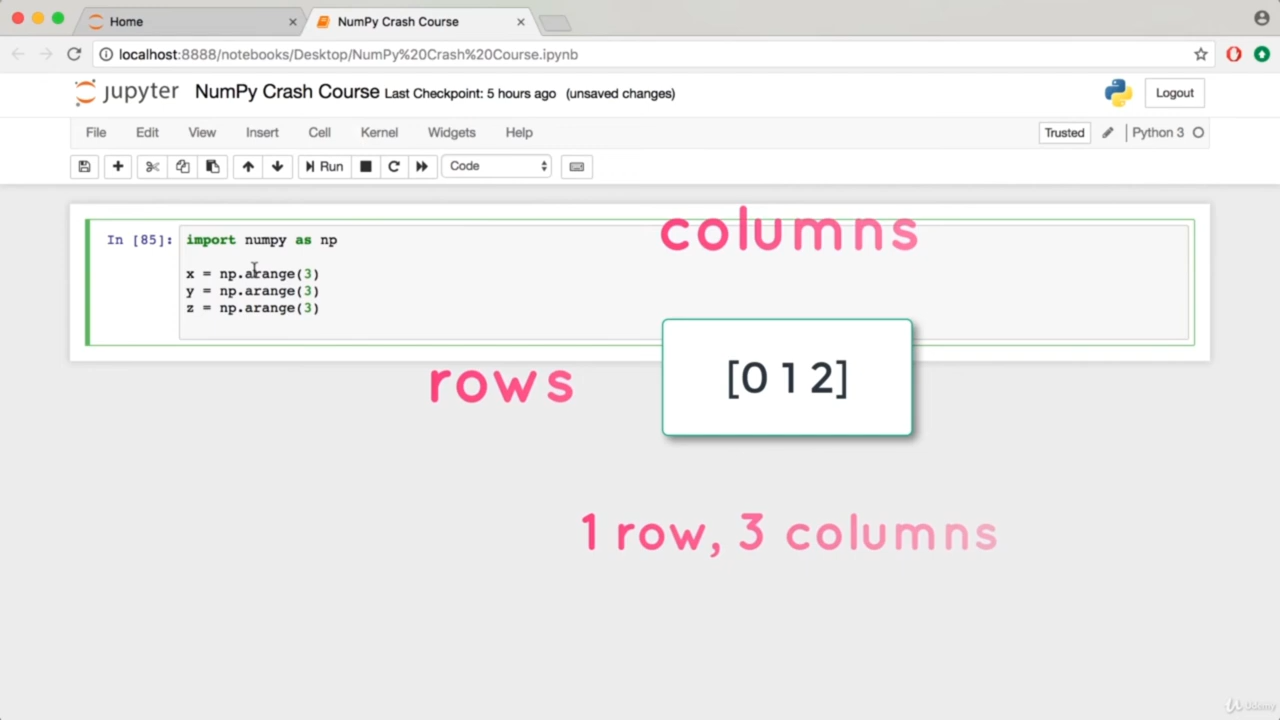 Home
NumPy Crash Course
localhost:8888/notebooks/Desktop/NumPy%20Crash%20Course.ipynb
jupyter NumPy Crash Course Last Checkpoint: 5 hours ago (unsaved changes) Logout
File Edit View Insert Cell Kernel Widgets Help Trusted Python 3
Run Code
In [85]: import numpy as np
x = np.arange(3)
y = np.arange(3)
z = np.arange(3)
columns
rows
[0 1 2]
1 row, 3 columns
Udemy